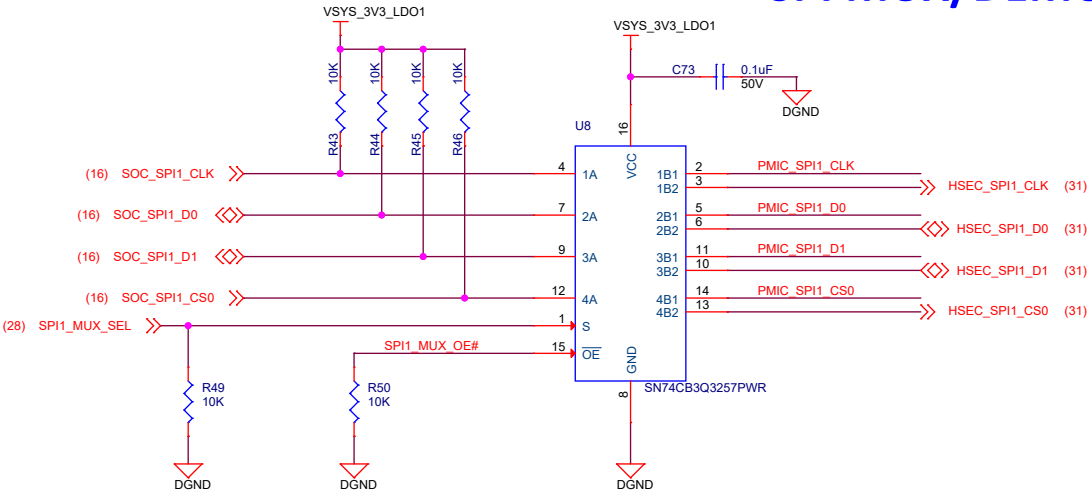 VSYS_3V3_LDO1
VSYS_3V3_LDO1
10K
10K
10K
10K
R43
R44
R45
R46
C73
0.1uF
50V
DGND
U8
16
VCC
(16) SOC_SPI1_CLK
4
1A
1B1
2
PMIC_SPI1_CLK
1B2
3
HSEC_SPI1_CLK (31)
(16) SOC_SPI1_D0
7
2A
2B1
5
PMIC_SPI1_D0
2B2
6
HSEC_SPI1_D0 (31)
(16) SOC_SPI1_D1
9
3A
3B1
11
PMIC_SPI1_D1
3B2
10
HSEC_SPI1_D1 (31)
(16) SOC_SPI1_CS0
12
4A
4B1
14
PMIC_SPI1_CS0
4B2
13
HSEC_SPI1_CS0 (31)
(28) SPI1_MUX_SEL
1
S
SPI1_MUX_OE#
15
OE
GND
8
SN74CB3Q3257PWR
R49
10K
R50
10K
DGND
DGND
DGND